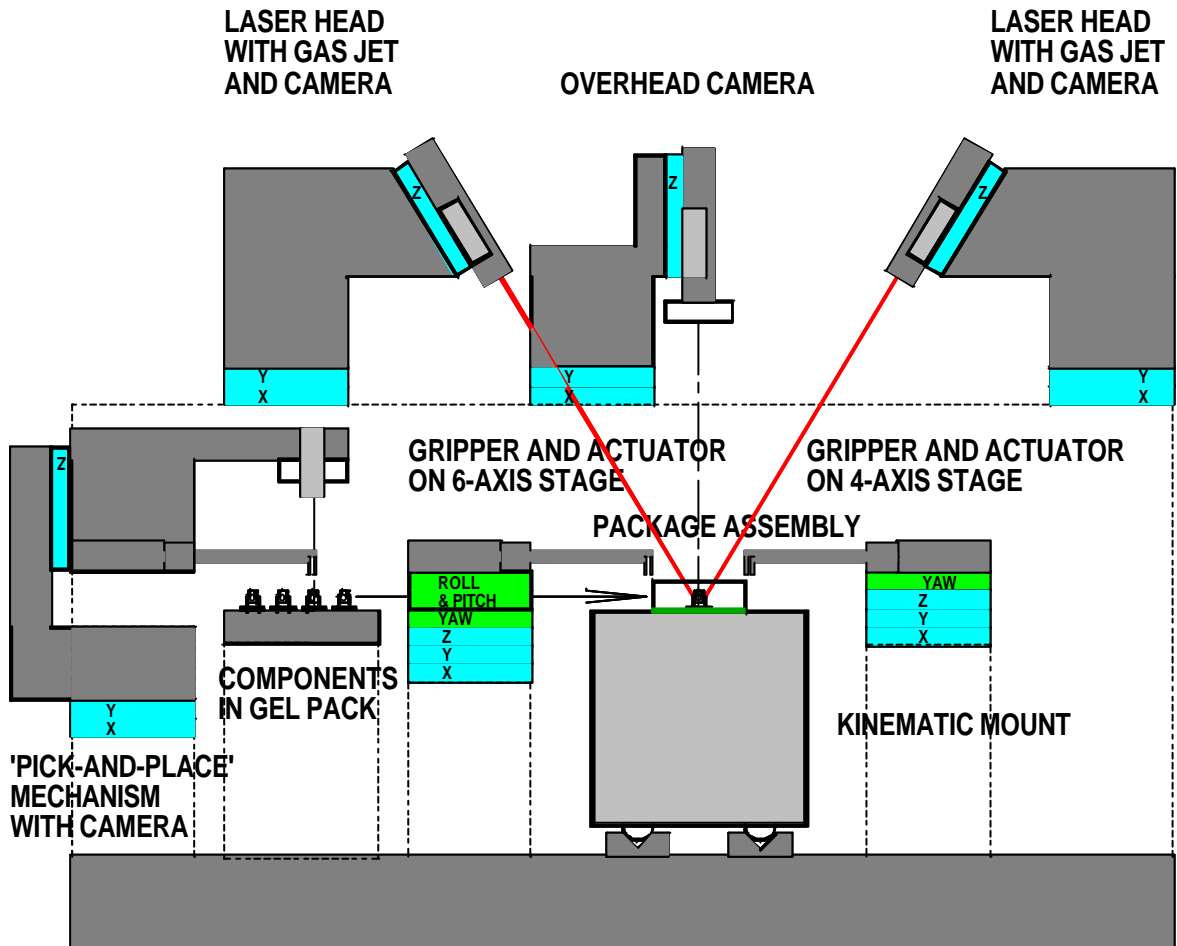 LASER HEAD
WITH GAS JET
AND CAMERA
OVERHEAD CAMERA
LASER HEAD
WITH GAS JET
AND CAMERA
Z
Z
Z
Y
X
Y
X
Y
X
Z
GRIPPER AND ACTUATOR
ON 6-AXIS STAGE
GRIPPER AND ACTUATOR
ON 4-AXIS STAGE
PACKAGE ASSEMBLY
ROLL
& PITCH
YAW
Z
Y
X
YAW
Z
Y
X
COMPONENTS
IN GEL PACK
Y
X
KINEMATIC MOUNT
'PICK-AND-PLACE'
MECHANISM
WITH CAMERA